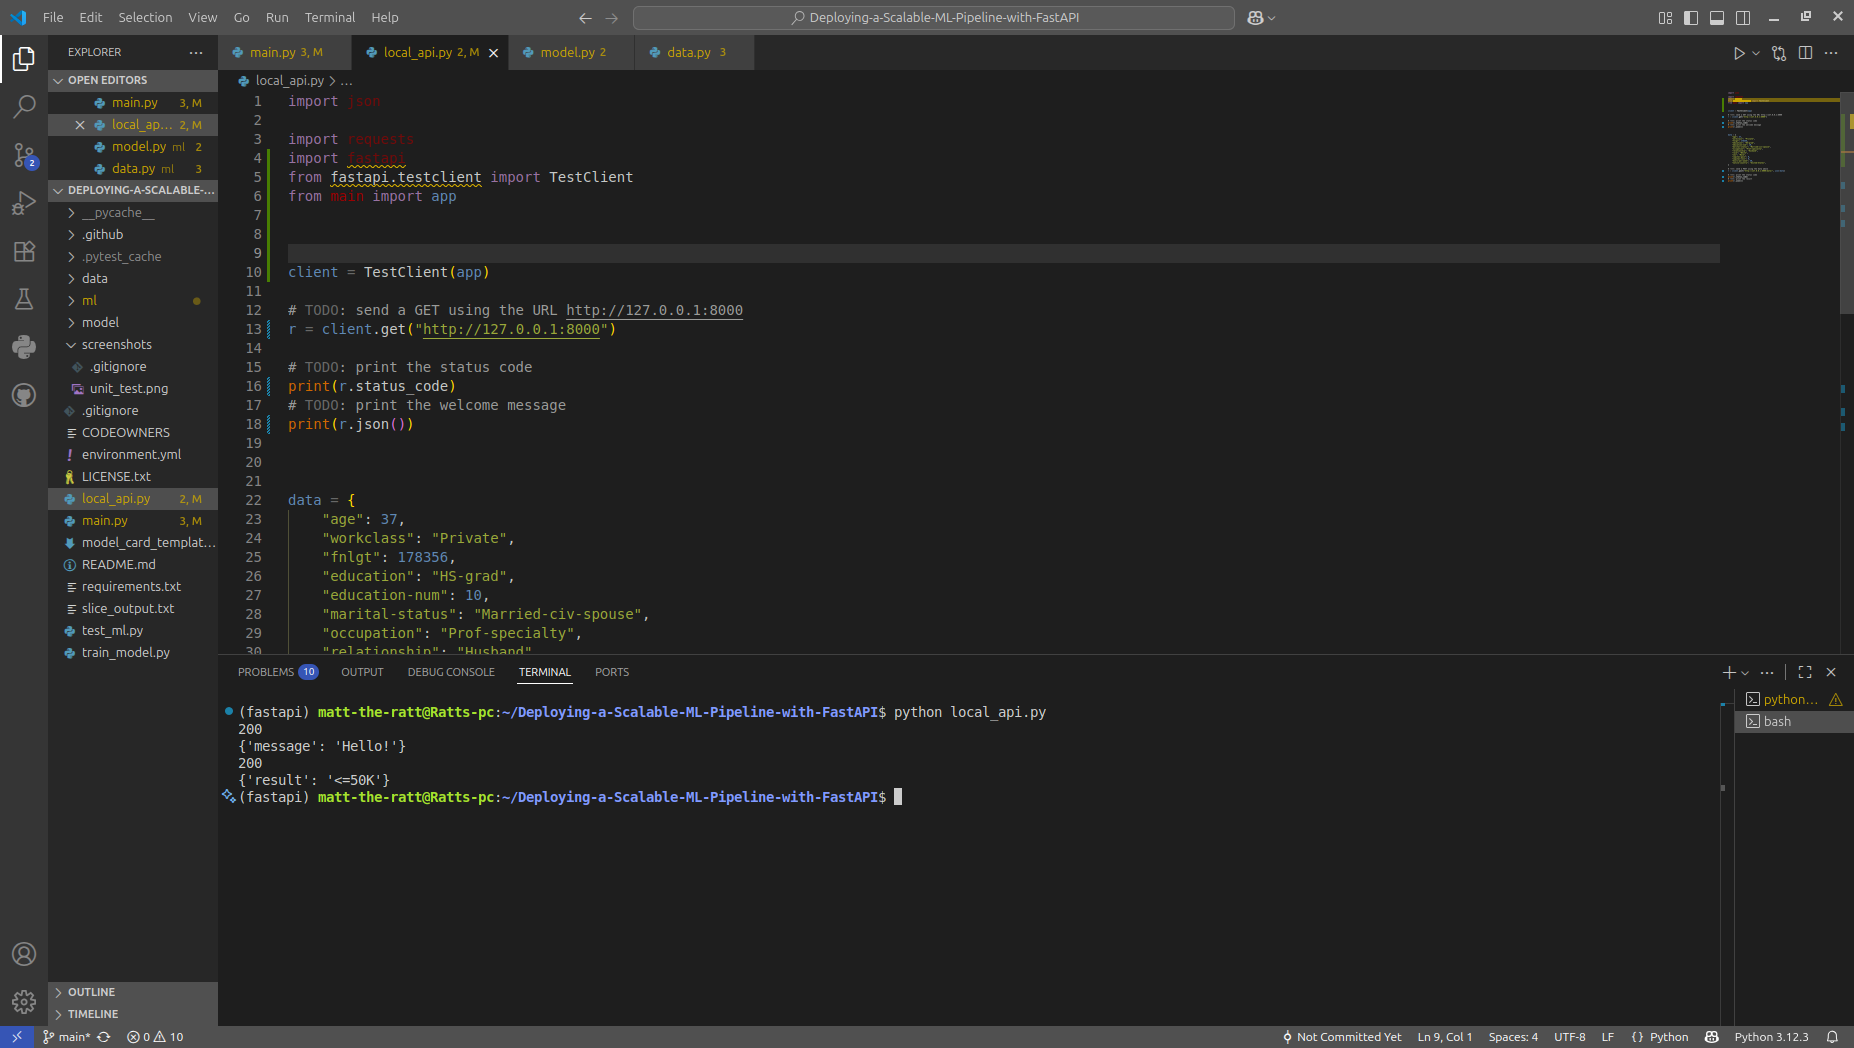 File Edit Selection View Go Run Terminal Help
Deploying-a-Scalable-ML-Pipeline-with-FastAPI
EXPLORER
OPEN EDITORS
main.py 3, M
local_ap... 2, M
model.py ml 2
data.py ml 3
DEPLOYING-A-SCALABLE-...
__pycache__
.github
.pytest_cache
data
ml
model
screenshots
.gitignore
unit_test.png
.gitignore
CODEOWNERS
environment.yml
LICENSE.txt
local_api.py 2, M
main.py 3, M
model_card_templat...
README.md
requirements.txt
slice_output.txt
test_ml.py
train_model.py
OUTLINE
TIMELINE
2
main.py 3, M local_api.py 2, M model.py 2 data.py 3
local_api.py > ...
1 import json
2
3 import requests
4 import fastapi
5 from fastapi.testclient import TestClient
6 from main import app
7
8
9
10 client = TestClient(app)
11
12 # TODO: send a GET using the URL http://127.0.0.1:8000
13 r = client.get("http://127.0.0.1:8000")
14
15 # TODO: print the status code
16 print(r.status_code)
17 # TODO: print the welcome message
18 print(r.json())
19
20
21
22 data = {
23 "age": 37,
24 "workclass": "Private",
25 "fnlgt": 178356,
26 "education": "HS-grad",
27 "education-num": 10,
28 "marital-status": "Married-civ-spouse",
29 "occupation": "Prof-specialty",
30 "relationship": "Husband"
PROBLEMS 10 OUTPUT DEBUG CONSOLE TERMINAL PORTS
(fastapi) matt-the-ratt@Ratts-pc:~/Deploying-a-Scalable-ML-Pipeline-with-FastAPI$ python local_api.py
200
{'message': 'Hello!'}
200
{'result': '<=50K'}
(fastapi) matt-the-ratt@Ratts-pc:~/Deploying-a-Scalable-ML-Pipeline-with-FastAPI$
python...
bash
main* 0 10 Not Committed Yet Ln 9, Col 1 Spaces: 4 UTF-8 LF {} Python Python 3.12.3